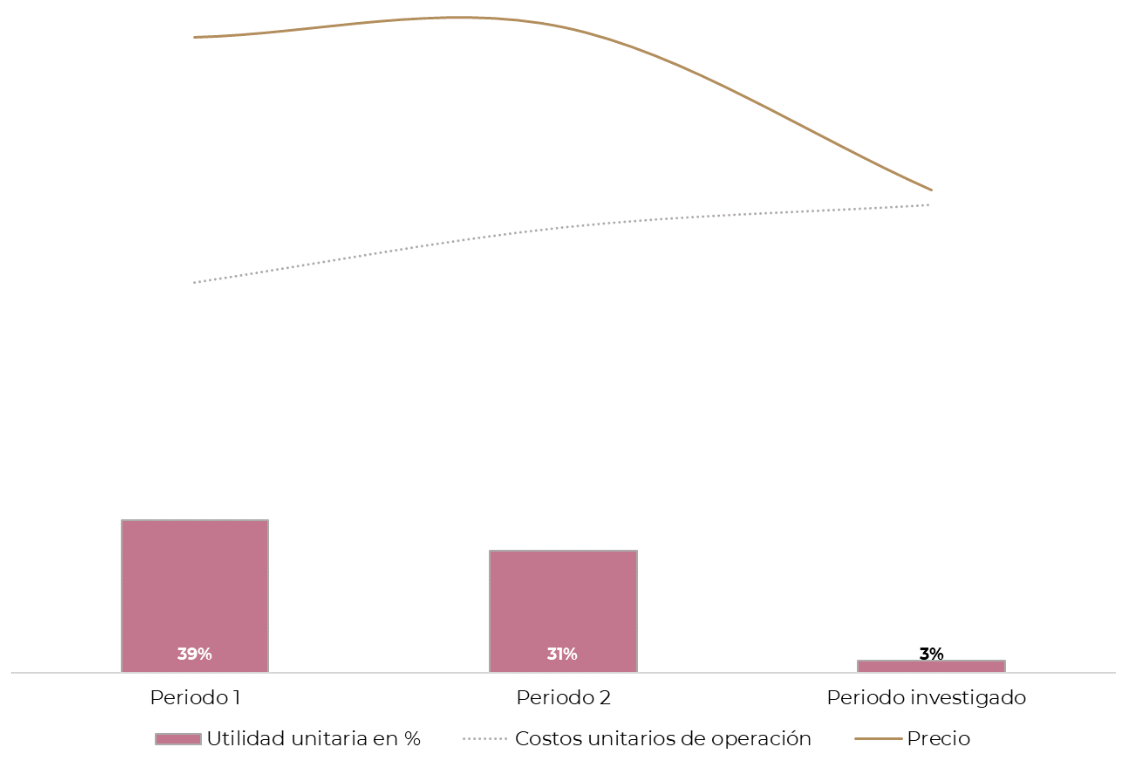 39%
31%
3%
Periodo 1
Periodo 2
Periodo investigado
Utilidad unitaria en %
Costos unitarios de operación
Precio